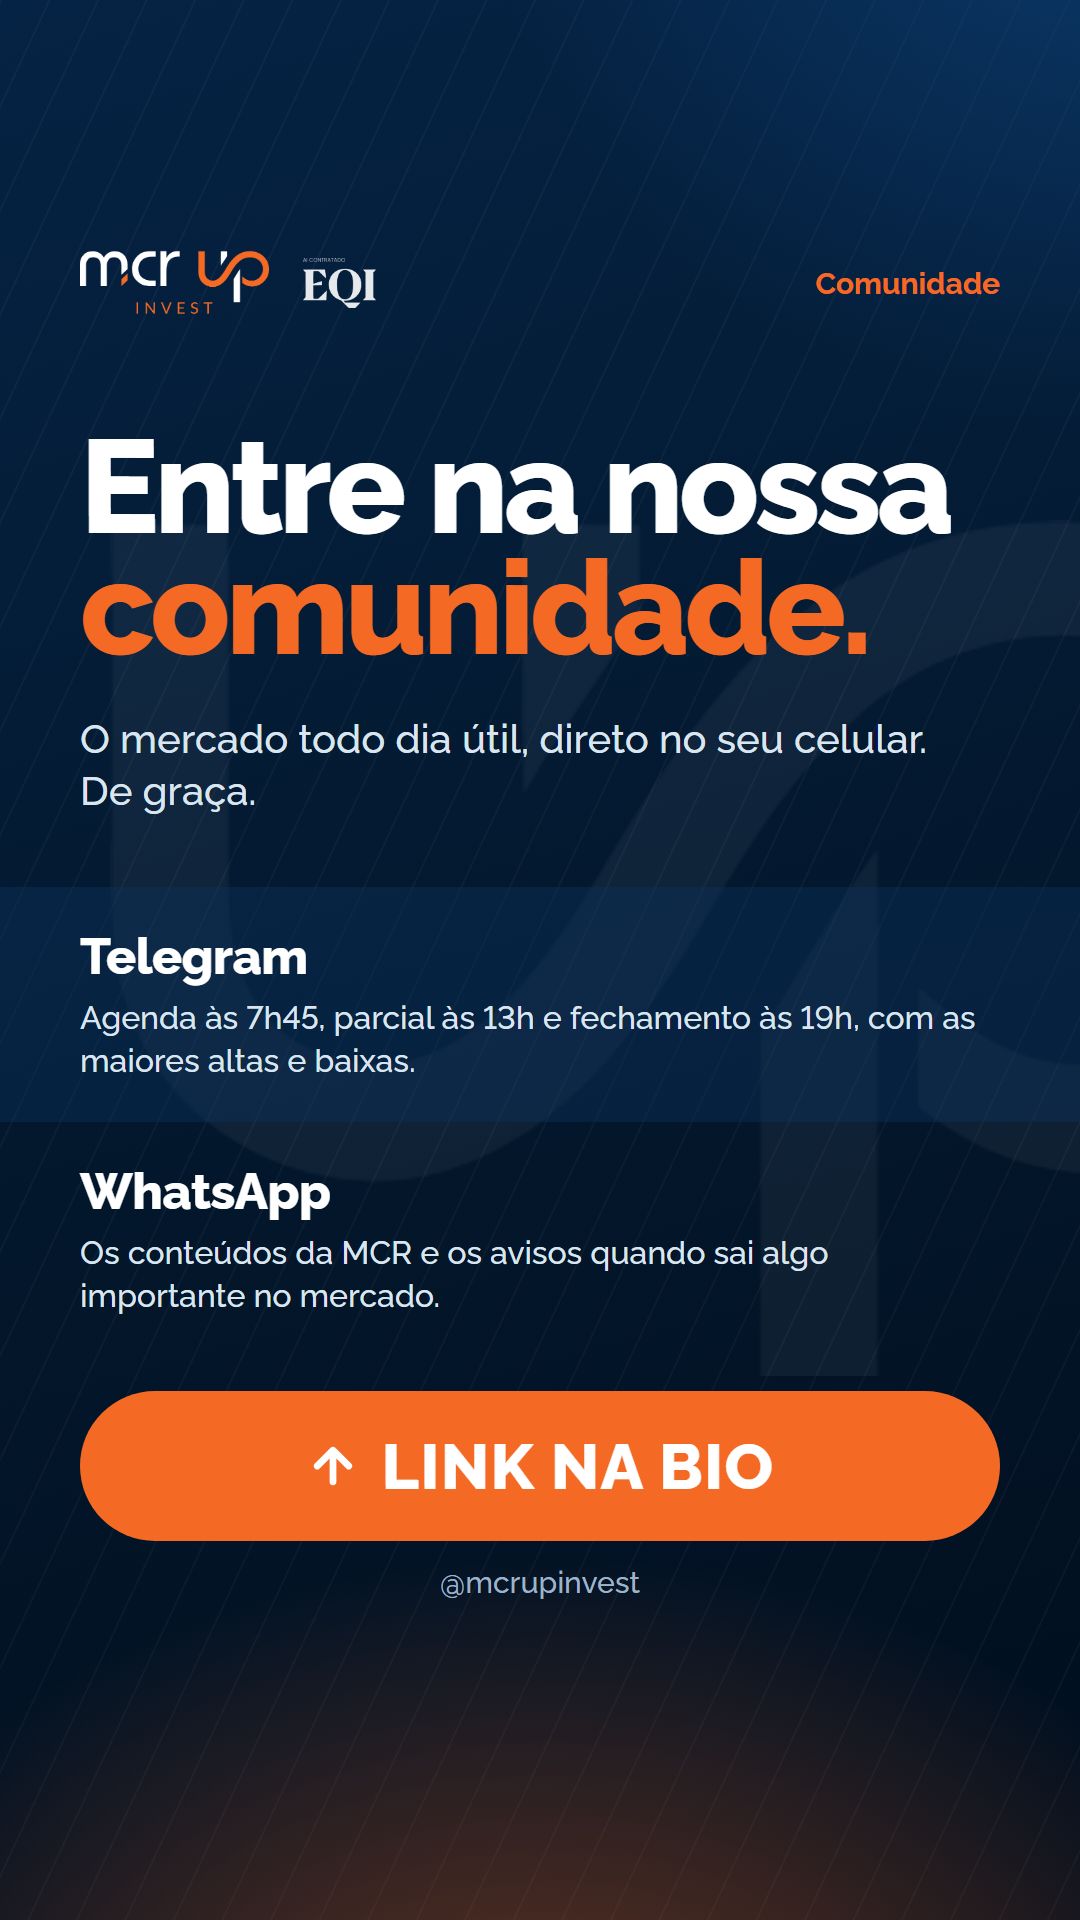 mcr up
INVEST
AI CONTRATADO
EQI
Comunidade
Entre na nossa
comunidade.
O mercado todo dia útil, direto no seu celular.
De graça.
Telegram
Agenda às 7h45, parcial às 13h e fechamento às 19h, com as
maiores altas e baixas.
WhatsApp
Os conteúdos da MCR e os avisos quando sai algo
importante no mercado.
↑ LINK NA BIO
@mcrupinvest